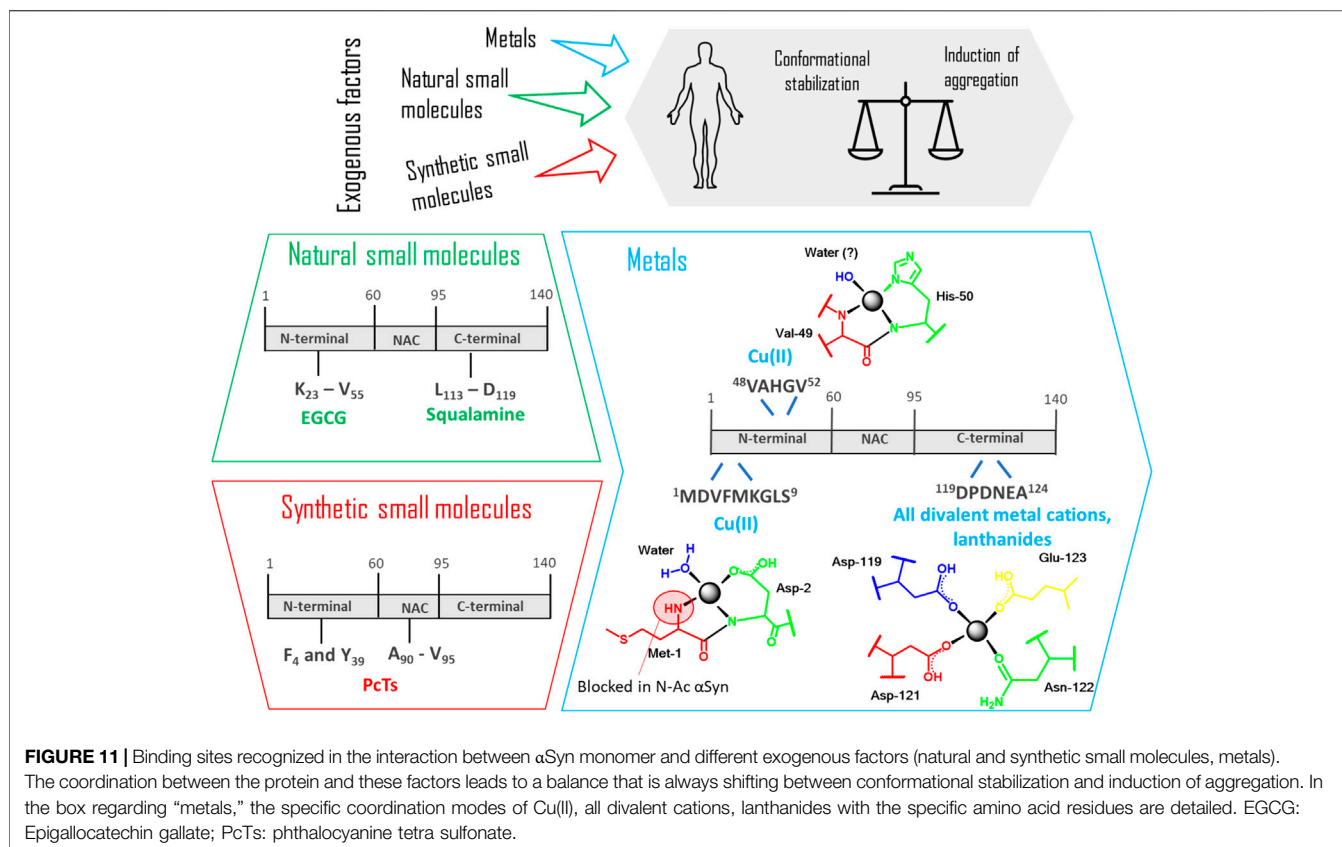 Exogenous factors
Metals
Natural small
molecules
Synthetic small
molecules
Conformational
stabilization
Induction of
aggregation
Natural small molecules
1 60 95 140
N-terminal NAC C-terminal
K23 – V55 L113 – D119
EGCG Squalamine
Synthetic small molecules
1 60 95 140
N-terminal NAC C-terminal
F4 and Y39 A90 - V95
PcTs
Metals
Water (?)
HO
N
N
His-50
Val-49
N
N
O
Cu(II)
48VAHGV52
1 60 95 140
N-terminal NAC C-terminal
1MDVFMKGLS9
Cu(II)
119DPDNEA124
All divalent metal cations,
lanthanides
Water
H
H
O
O
OH
Asp-2
HN
N
S
O
O
Met-1
Blocked in N-Ac αSyn
Asp-119
OH
O
Glu-123
HO
O
O
OH
Asp-121
O
H2N
Asn-122
FIGURE 11 | Binding sites recognized in the interaction between αSyn monomer and different exogenous factors (natural and synthetic small molecules, metals).
The coordination between the protein and these factors leads to a balance that is always shifting between conformational stabilization and induction of aggregation. In
the box regarding “metals,” the specific coordination modes of Cu(II), all divalent cations, lanthanides with the specific amino acid residues are detailed. EGCG:
Epigallocatechin gallate; PcTs: phthalocyanine tetra sulfonate.